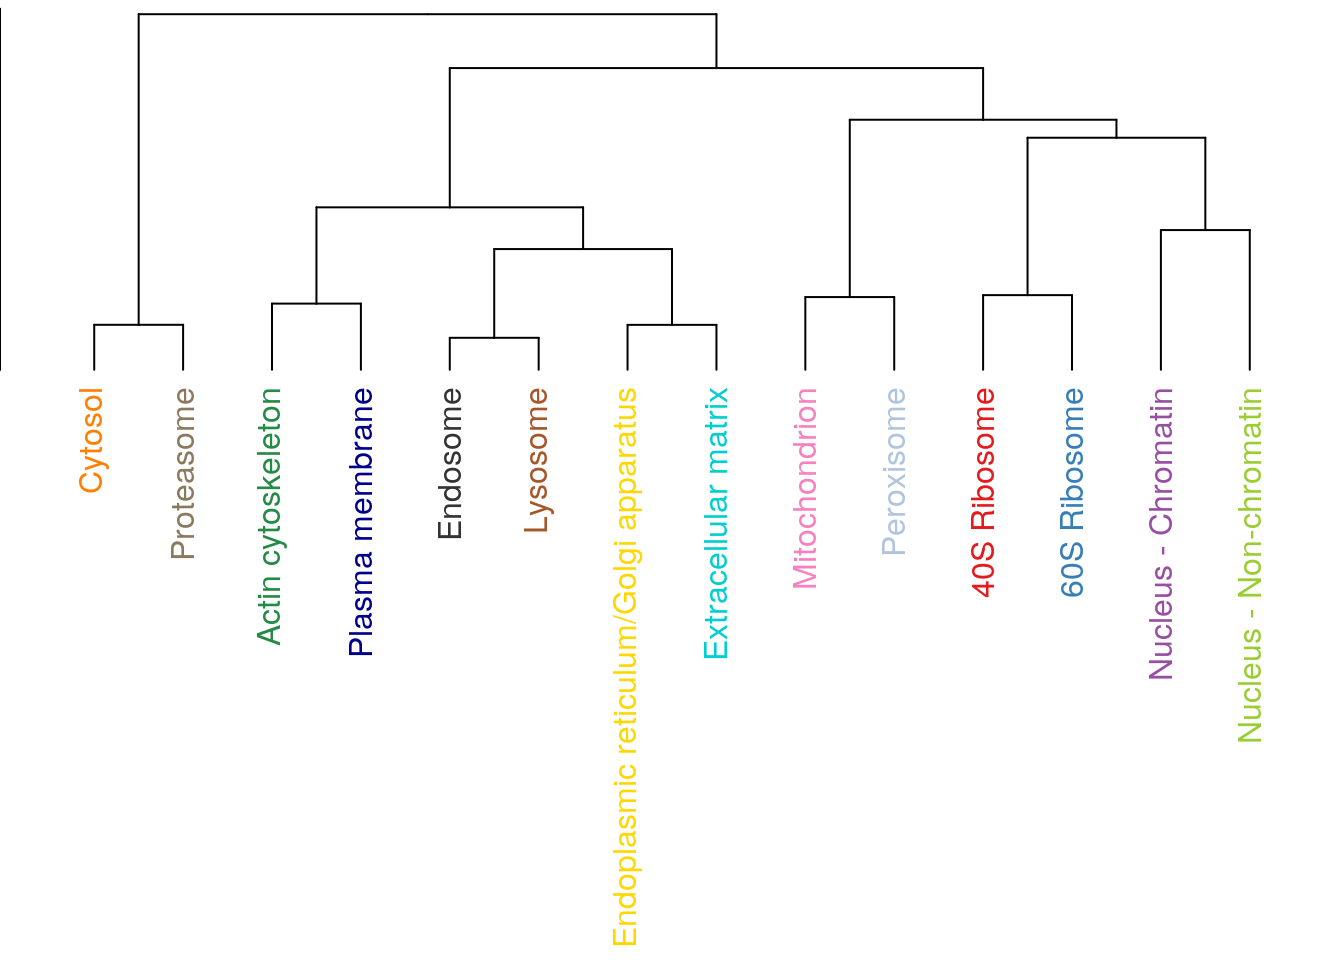 Cytosol
Proteasome
Actin cytoskeleton
Plasma membrane
Endosome
Lysosome
Endoplasmic reticulum/Golgi apparatus
Extracellular matrix
Mitochondrion
Peroxisome
40S Ribosome
60S Ribosome
Nucleus - Chromatin
Nucleus - Non-chromatin